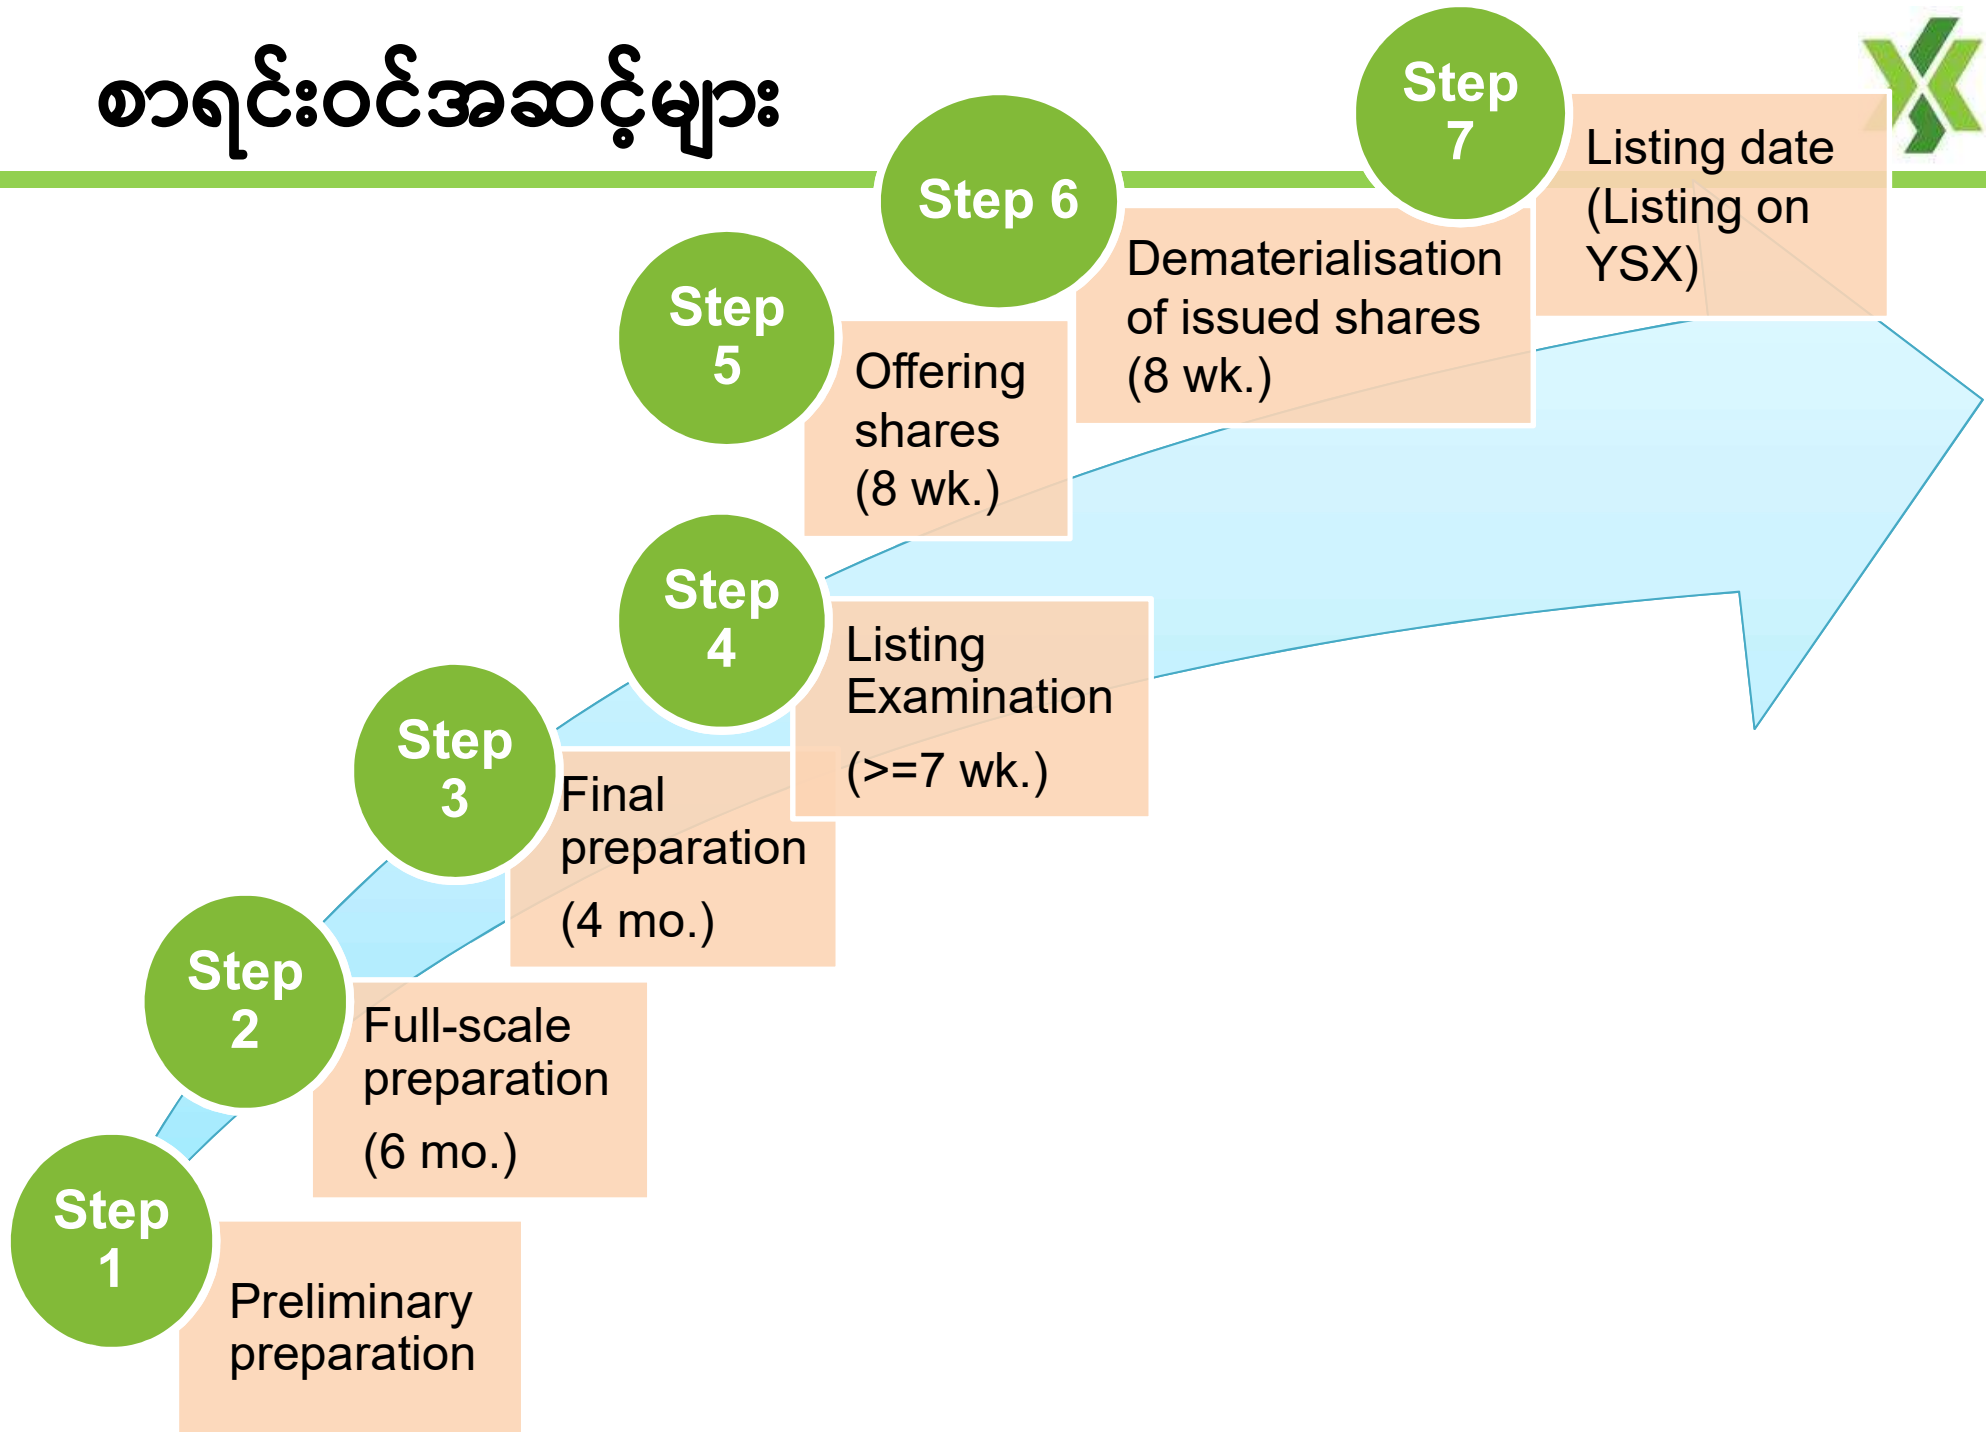 စာရင်းဝင်အဆင့်များ
Step
1
Preliminary
preparation
Step
2
Full-scale
preparation
(6 mo.)
Step
3
Final
preparation
(4 mo.)
Step
4
Listing
Examination
(>=7 wk.)
Step
5
Offering
shares
(8 wk.)
Step 6
Dematerialisation
of issued shares
(8 wk.)
Step
7
Listing date
(Listing on
YSX)